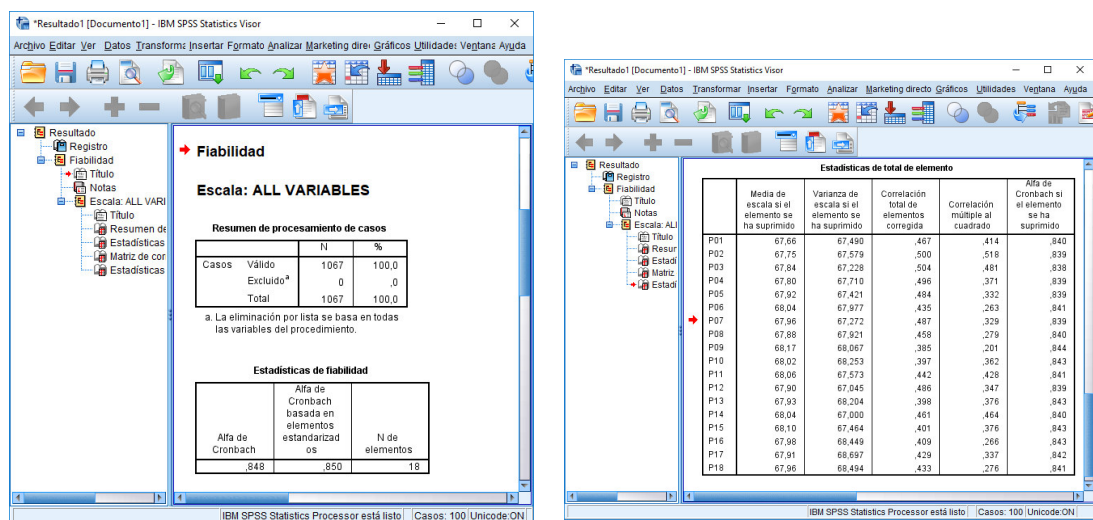 *Resultado1 [Documento1] - IBM SPSS Statistics Visor
Archivo Editar Ver Datos Transforma Insertar Formato Analizar Marketing direc Gráficos Utilidades Ventana Ayuda
Resultado
Registro
Fiabilidad
Título
Notas
Escala: ALL VARI
Título
Resumen de
Estadísticas
Matriz de cor
Estadísticas
Fiabilidad
Escala: ALL VARIABLES
Resumen de procesamiento de casos
N %
Casos Válido 1067 100,0
Excluido a 0 ,0
Total 1067 100,0
a. La eliminación por lista se basa en todas
las variables del procedimiento.
Estadísticas de fiabilidad
Alfa de Cronbach
Alfa de Cronbach basada en elementos estandarizad os
N de elementos
,848 ,850 18
IBM SPSS Statistics Processor está listo Casos: 100 Unicode:ON
*Resultado1 [Documento1] - IBM SPSS Statistics Visor
Archivo Editar Ver Datos Transformar Insertar Formato Analizar Marketing directo Gráficos Utilidades Ventana Ayuda
Resultado
Registro
Fiabilidad
Título
Notas
Escala: ALL
Título
Resur
Estadí
Matriz
Estadí
Estadísticas de total de elemento
Media de escala si el elemento se ha suprimido
Varianza de escala si el elemento se ha suprimido
Correlación total de elementos corregida
Correlación múltiple al cuadrado
Alfa de Cronbach si el elemento se ha suprimido
P01 67,66 67,490 ,467 ,414 ,840
P02 67,75 67,579 ,500 ,518 ,839
P03 67,84 67,228 ,504 ,481 ,838
P04 67,80 67,710 ,496 ,371 ,839
P05 67,92 67,421 ,484 ,332 ,839
P06 68,04 67,977 ,435 ,263 ,841
P07 67,96 67,272 ,487 ,329 ,839
P08 67,88 67,921 ,458 ,279 ,840
P09 68,17 68,067 ,385 ,201 ,844
P10 68,02 68,253 ,397 ,362 ,843
P11 68,06 67,573 ,442 ,428 ,841
P12 67,90 67,045 ,486 ,347 ,839
P13 67,93 68,204 ,398 ,376 ,843
P14 68,04 67,000 ,461 ,464 ,840
P15 68,10 67,464 ,401 ,376 ,843
P16 67,98 68,449 ,409 ,266 ,843
P17 67,91 68,697 ,429 ,337 ,842
P18 67,96 68,494 ,433 ,276 ,841
IBM SPSS Statistics Processor está listo Casos: 100 Unicode:ON